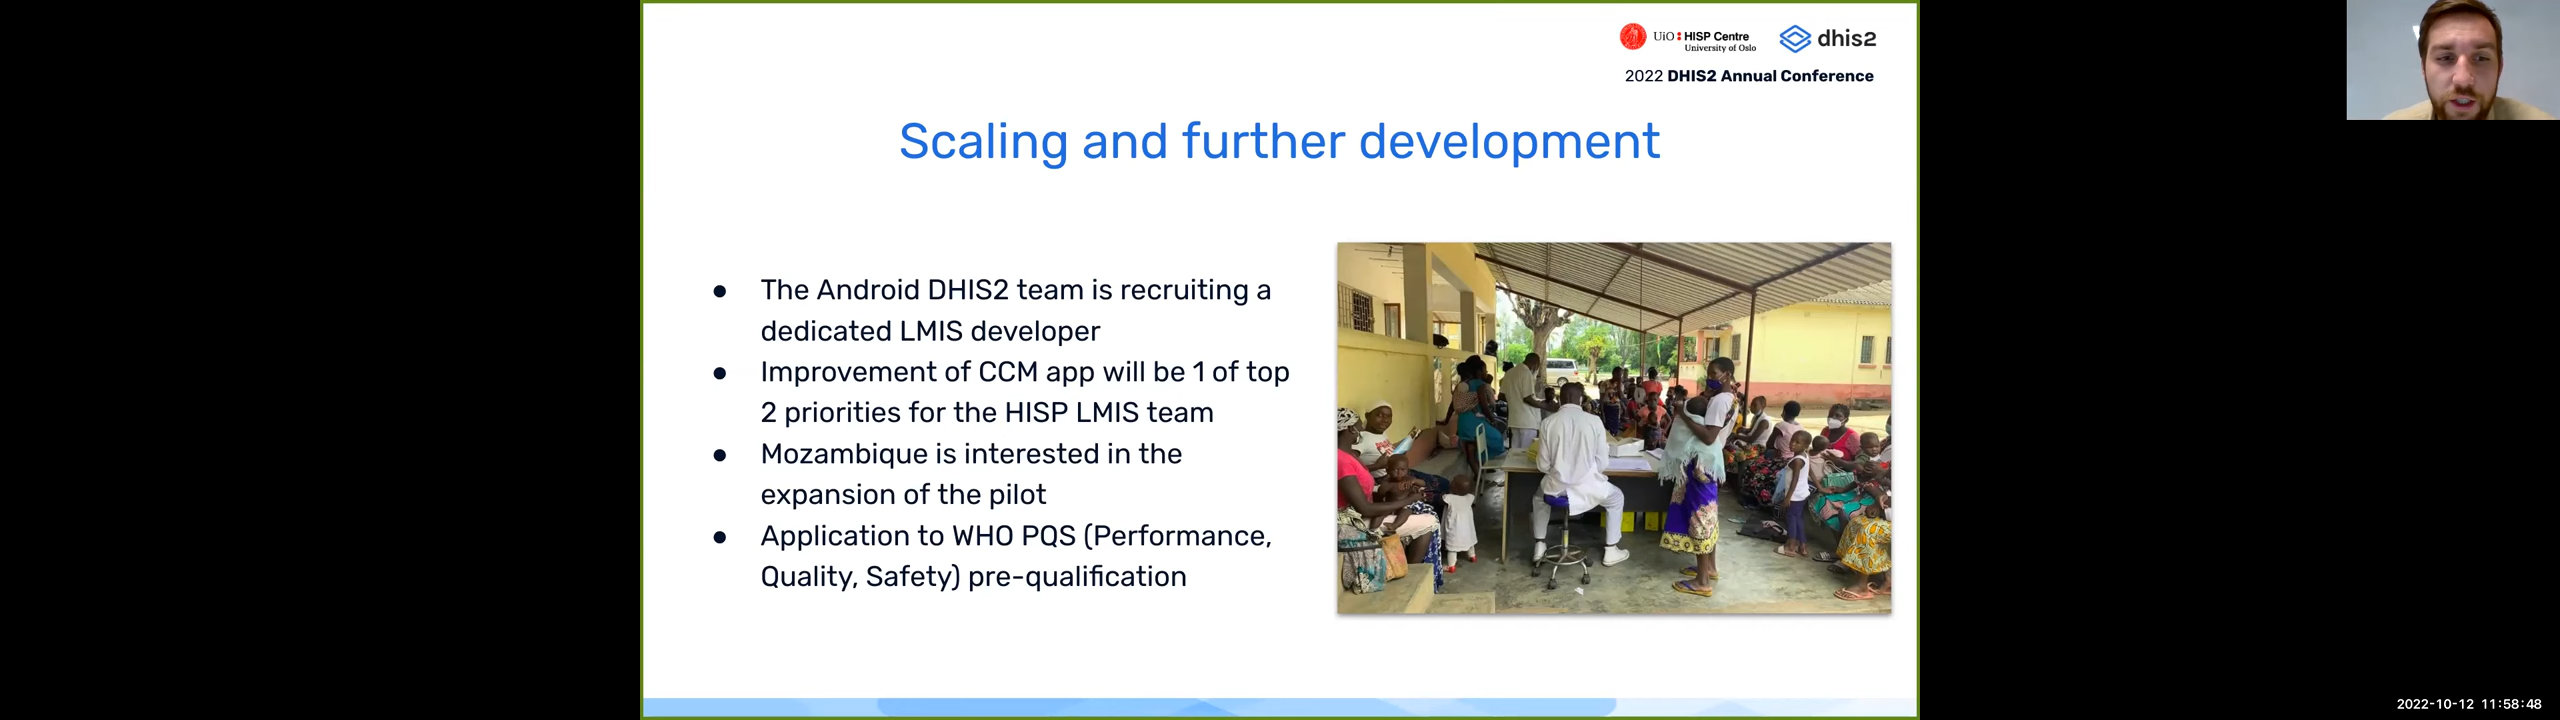 UiO HISP Centre
University of Oslo
dhis2
2022 DHIS2 Annual Conference
Scaling and further development
● The Android DHIS2 team is recruiting a
dedicated LMIS developer
● Improvement of CCM app will be 1 of top
2 priorities for the HISP LMIS team
● Mozambique is interested in the
expansion of the pilot
● Application to WHO PQS (Performance,
Quality, Safety) pre-qualification
2022-10-12 11:58:48